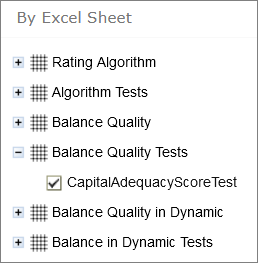 By Excel Sheet
Rating Algorithm
Algorithm Tests
Balance Quality
Balance Quality Tests
CapitalAdequacyScoreTest
Balance Quality in Dynamic
Balance in Dynamic Tests